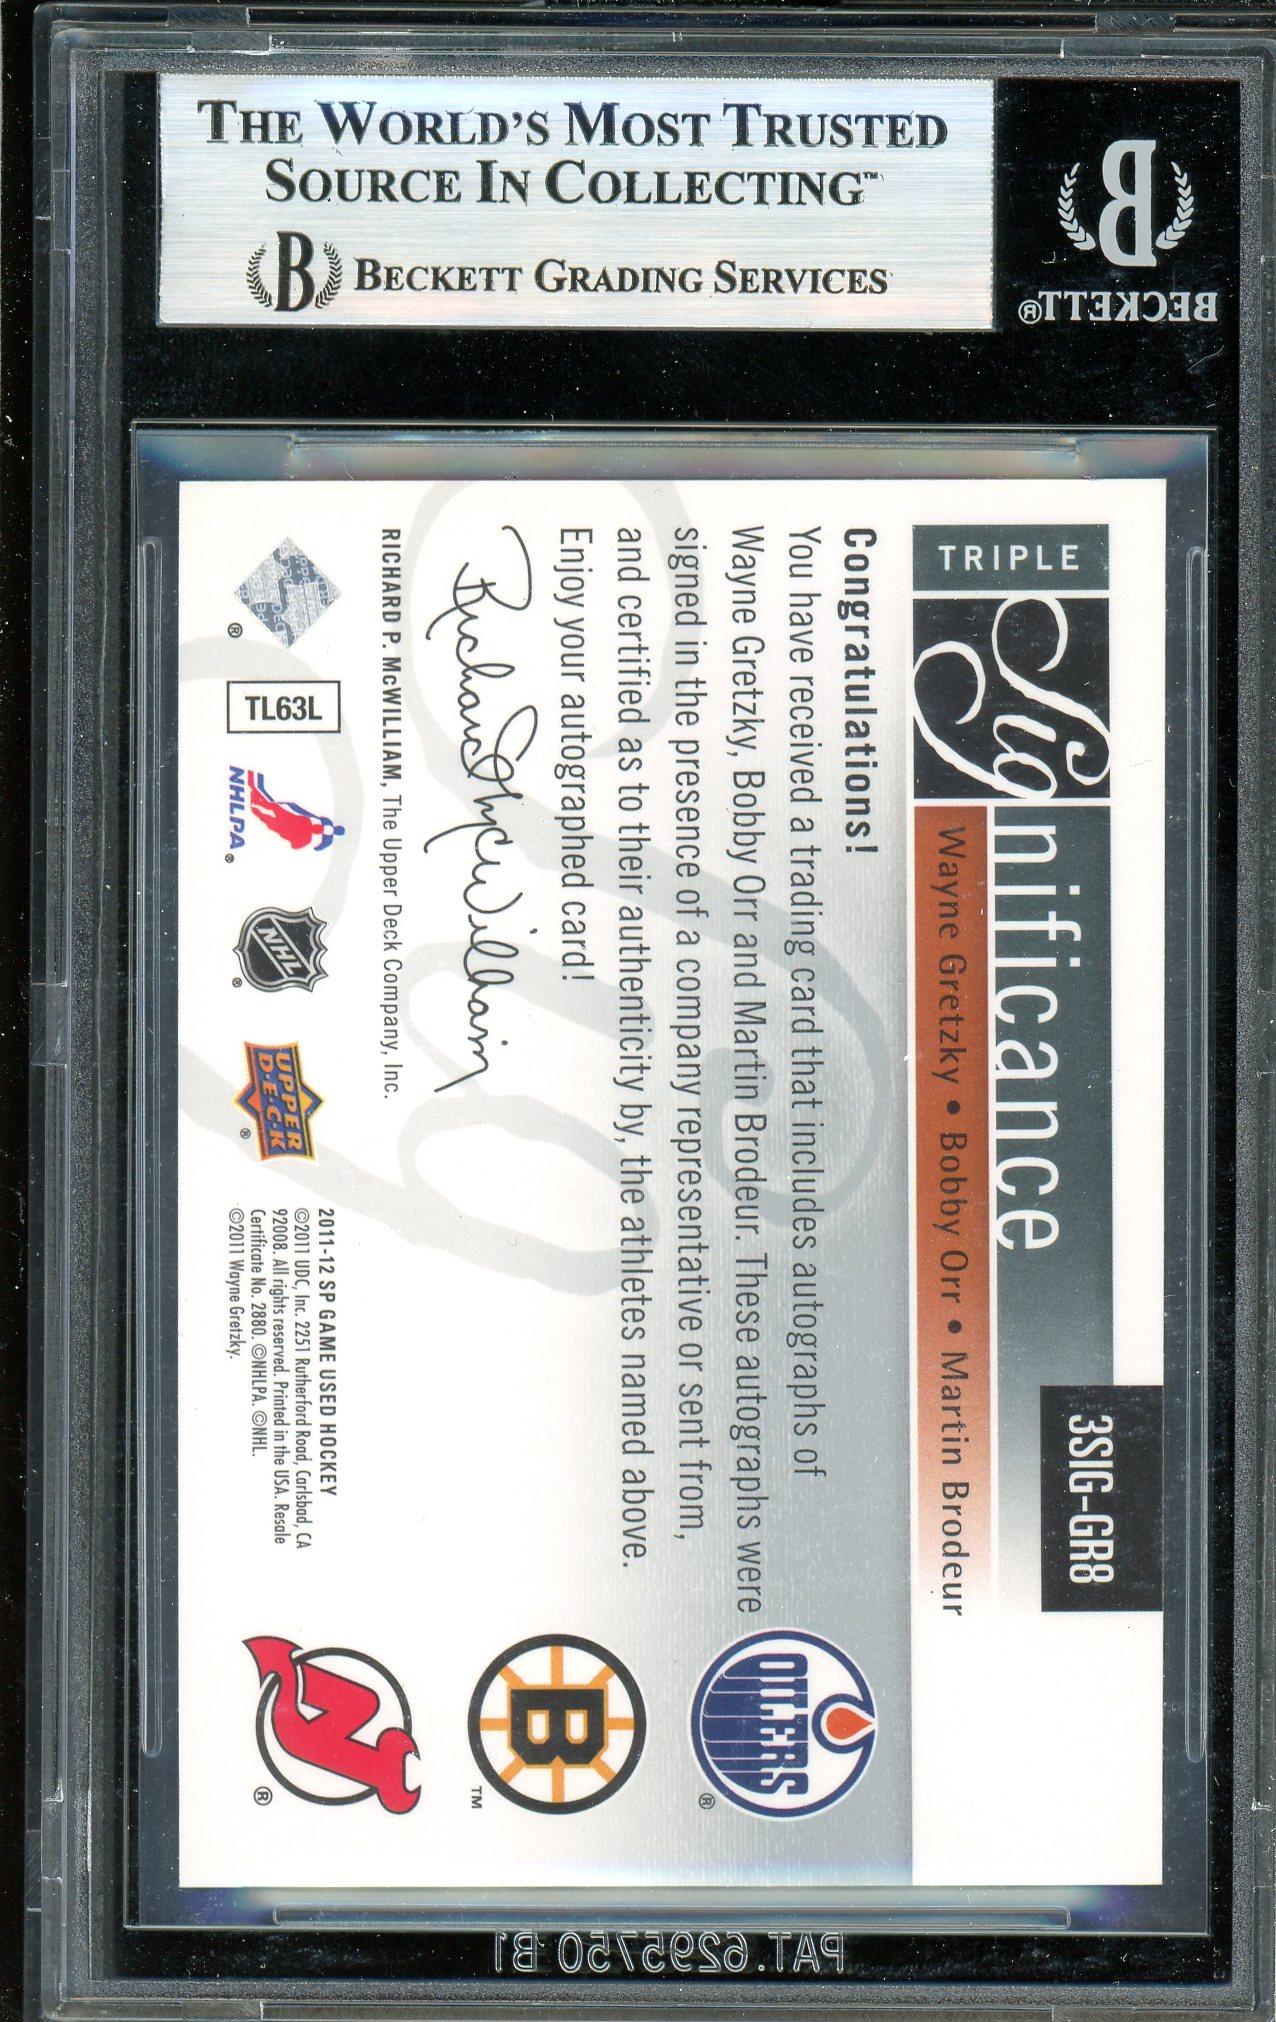 THE WORLD'S MOST TRUSTED
SOURCE IN COLLECTING™
B BECKETT GRADING SERVICES
B
BECKETT®
TRIPLE
Significance
Wayne Gretzky • Bobby Orr • Martin Brodeur
3SIG-GR8
Congratulations!
You have received a trading card that includes autographs of
Wayne Gretzky, Bobby Orr and Martin Brodeur. These autographs were
signed in the presence of a company representative or sent from,
and certified as to their authenticity by, the athletes named above.
Enjoy your autographed card!
Richard P. McWilliam
RICHARD P. McWILLIAM, The Upper Deck Company, Inc.
®
TL63L
NHLPA®
NHL®
UPPER
DECK®
2011-12 SP GAME USED HOCKEY
©2011 UDC, Inc. 2251 Rutherford Road, Carlsbad, CA
92008. All rights reserved. Printed in the USA. Resale
Certificate No. 2880. ©NHLPA. ©NHL.
©2011 Wayne Gretzky.
OILERS®
B™
®
PAT.6295750 B1